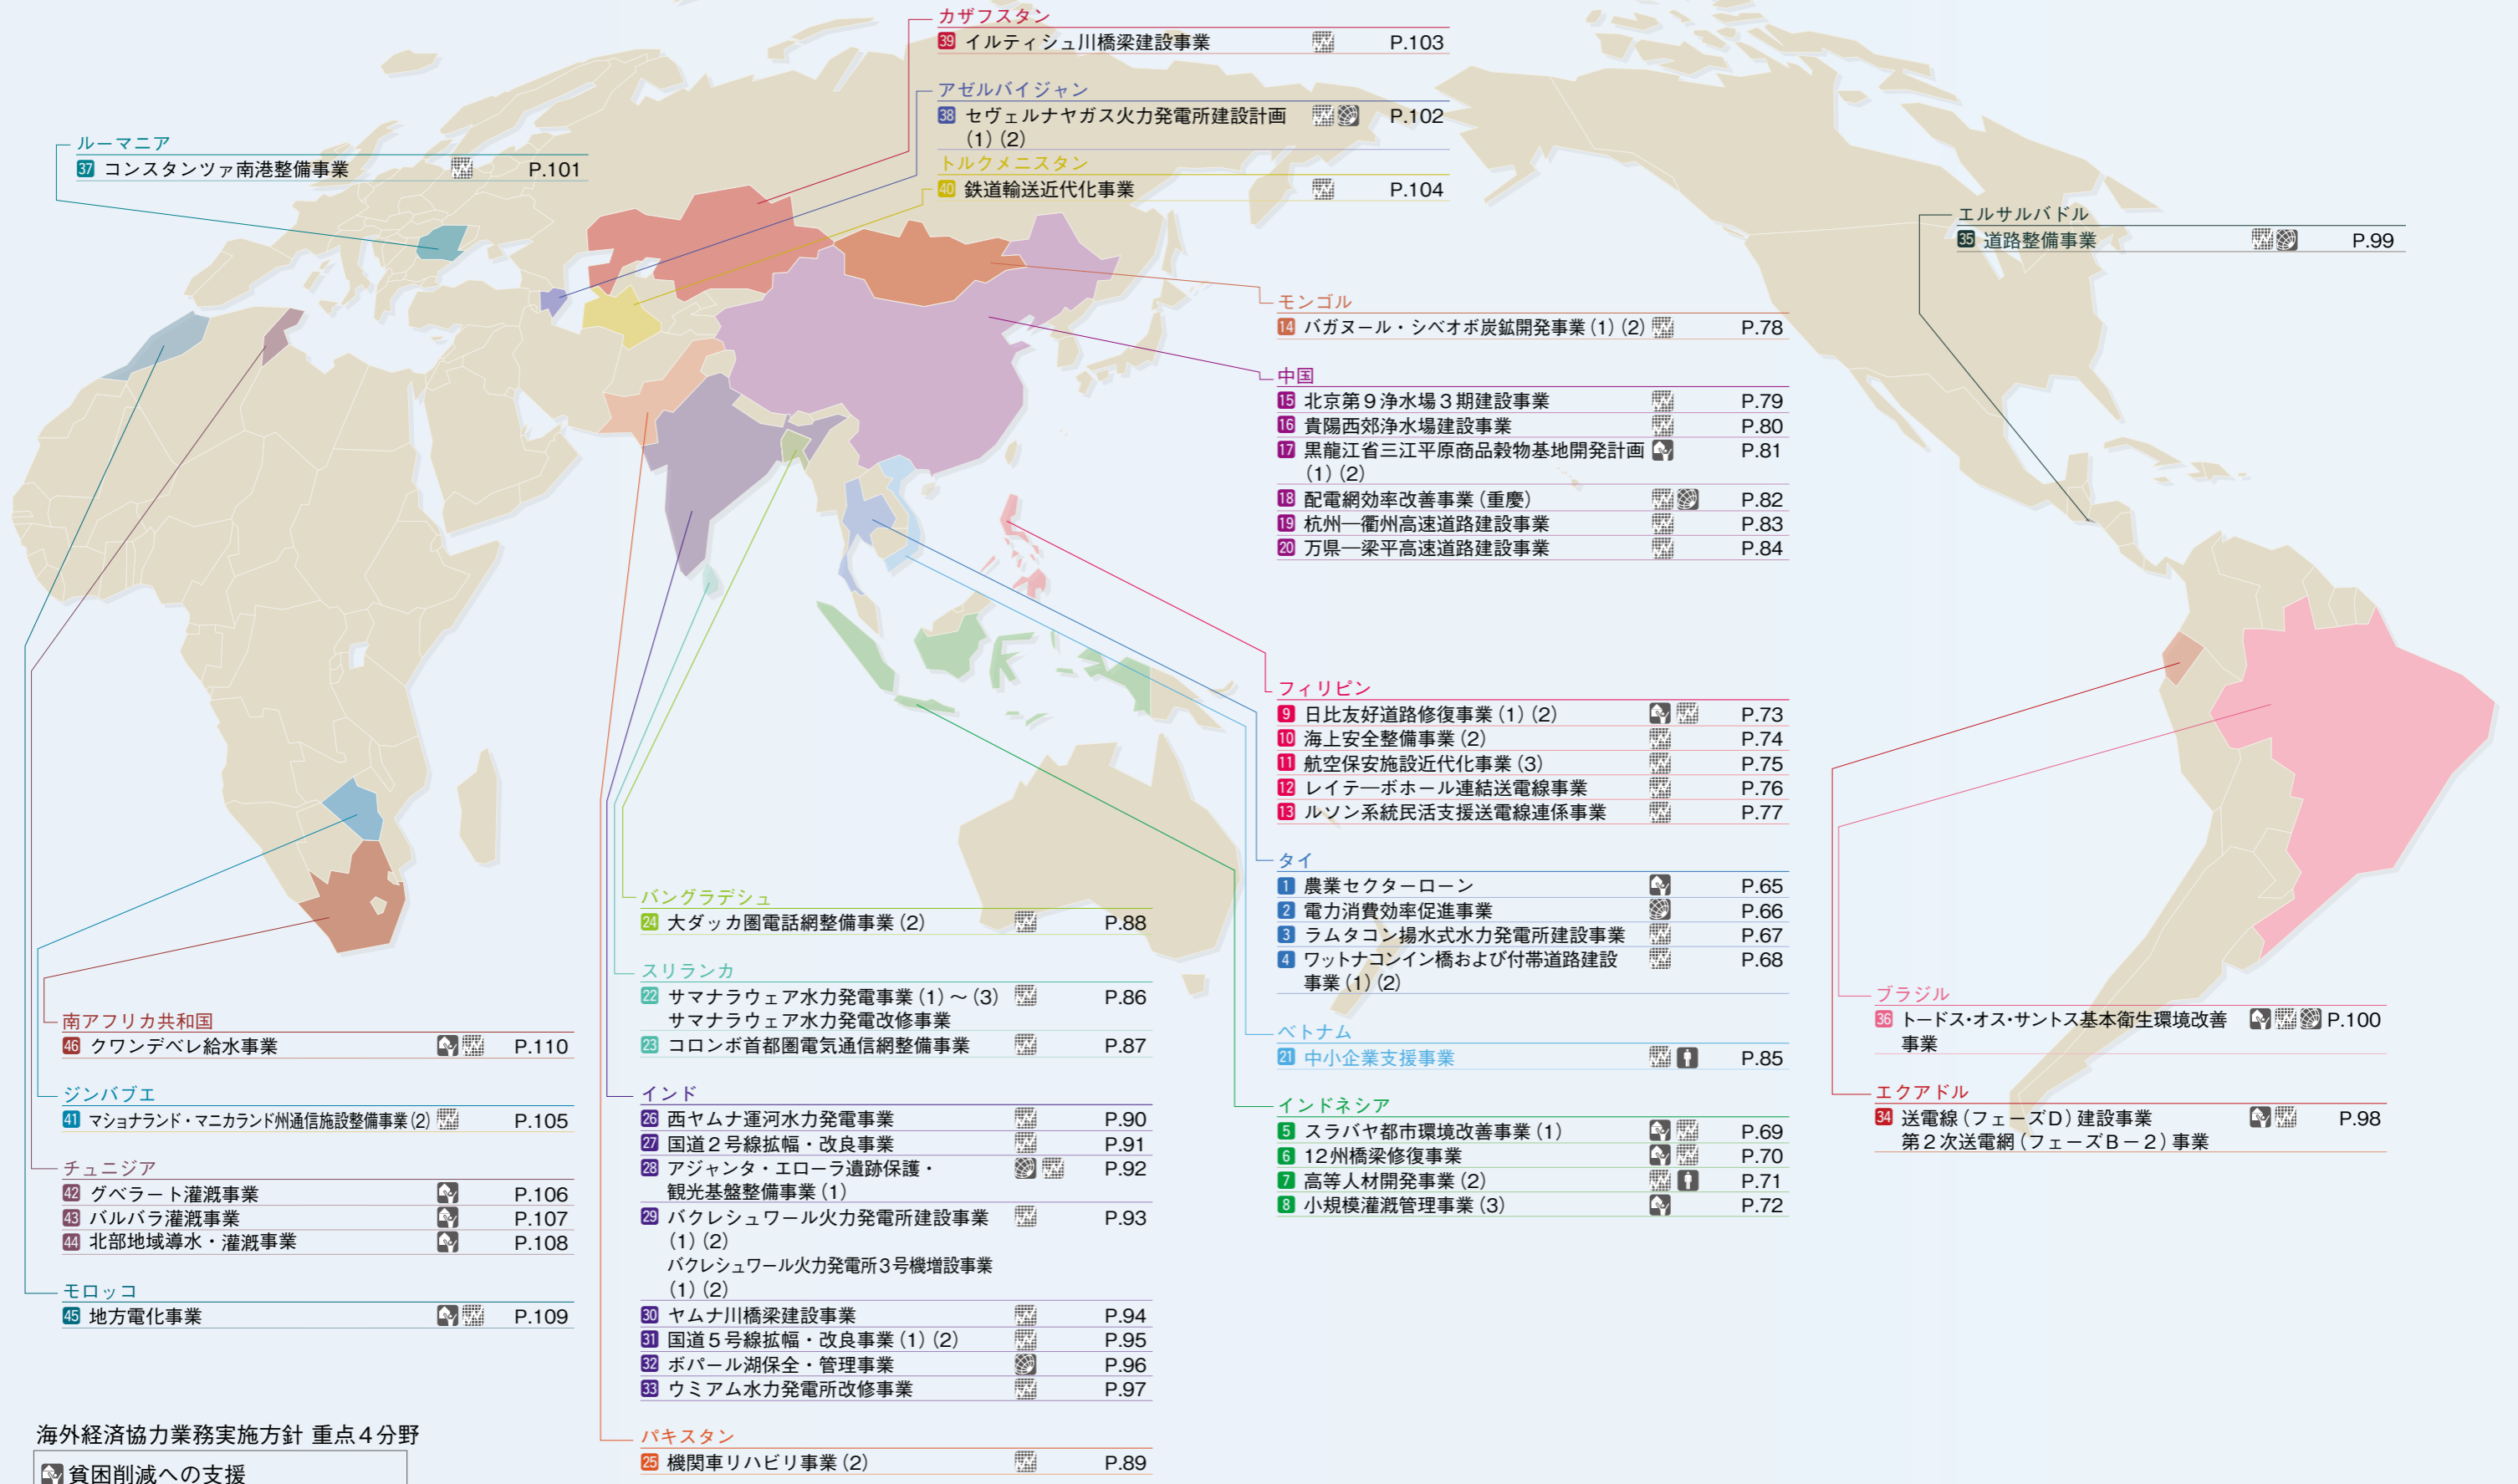 カザフスタン
39 イルティシュ川橋梁建設事業 P.103
アゼルバイジャン
38 セヴェルナヤガス火力発電所建設計画 P.102
(1)(2)
トルクメニスタン
40 鉄道輸送近代化事業 P.104
ルーマニア
37 コンスタンツァ南港整備事業 P.101
エルサルバドル
35 道路整備事業 P.99
モンゴル
14 バガヌール・シベオボ炭鉱開発事業(1)(2) P.78
中国
15 北京第9浄水場3期建設事業 P.79
16 貴陽西郊浄水場建設事業 P.80
17 黒龍江省三江平原商品穀物基地開発計画 P.81
(1)(2)
18 配電網効率改善事業(重慶) P.82
19 杭州―衢州高速道路建設事業 P.83
20 万県―梁平高速道路建設事業 P.84
フィリピン
9 日比友好道路修復事業(1)(2) P.73
10 海上安全整備事業(2) P.74
11 航空保安施設近代化事業(3) P.75
12 レイテ―ボホール連結送電線事業 P.76
13 ルソン系統民活支援送電線連係事業 P.77
タイ
1 農業セクターローン P.65
2 電力消費効率促進事業 P.66
3 ラムタコン揚水式水力発電所建設事業 P.67
4 ワットナコンイン橋および付帯道路建設 P.68
事業(1)(2)
ベトナム
21 中小企業支援事業 P.85
インドネシア
5 スラバヤ都市環境改善事業(1) P.69
6 12州橋梁修復事業 P.70
7 高等人材開発事業(2) P.71
8 小規模灌漑管理事業(3) P.72
バングラデシュ
24 大ダッカ圏電話網整備事業(2) P.88
スリランカ
22 サマナラウェア水力発電事業(1)～(3) P.86
サマナラウェア水力発電改修事業
23 コロンボ首都圏電気通信網整備事業 P.87
インド
26 西ヤムナ運河水力発電事業 P.90
27 国道2号線拡幅・改良事業 P.91
28 アジャンタ・エローラ遺跡保護・ P.92
観光基盤整備事業(1)
29 バクレシュワール火力発電所建設事業 P.93
(1)(2)
バクレシュワール火力発電所3号機増設事業
(1)(2)
30 ヤムナ川橋梁建設事業 P.94
31 国道5号線拡幅・改良事業(1)(2) P.95
32 ボパール湖保全・管理事業 P.96
33 ウミアム水力発電所改修事業 P.97
パキスタン
25 機関車リハビリ事業(2) P.89
南アフリカ共和国
46 クワンデベレ給水事業 P.110
ジンバブエ
41 マショナランド・マニカランド州通信施設整備事業(2) P.105
チュニジア
42 グベラート灌漑事業 P.106
43 バルバラ灌漑事業 P.107
44 北部地域導水・灌漑事業 P.108
モロッコ
45 地方電化事業 P.109
ブラジル
36 トードス・オス・サントス基本衛生環境改善 P.100
事業
エクアドル
34 送電線(フェーズD)建設事業 P.98
第2次送電網(フェーズB－2)事業
海外経済協力業務実施方針 重点4分野
貧困削減への支援